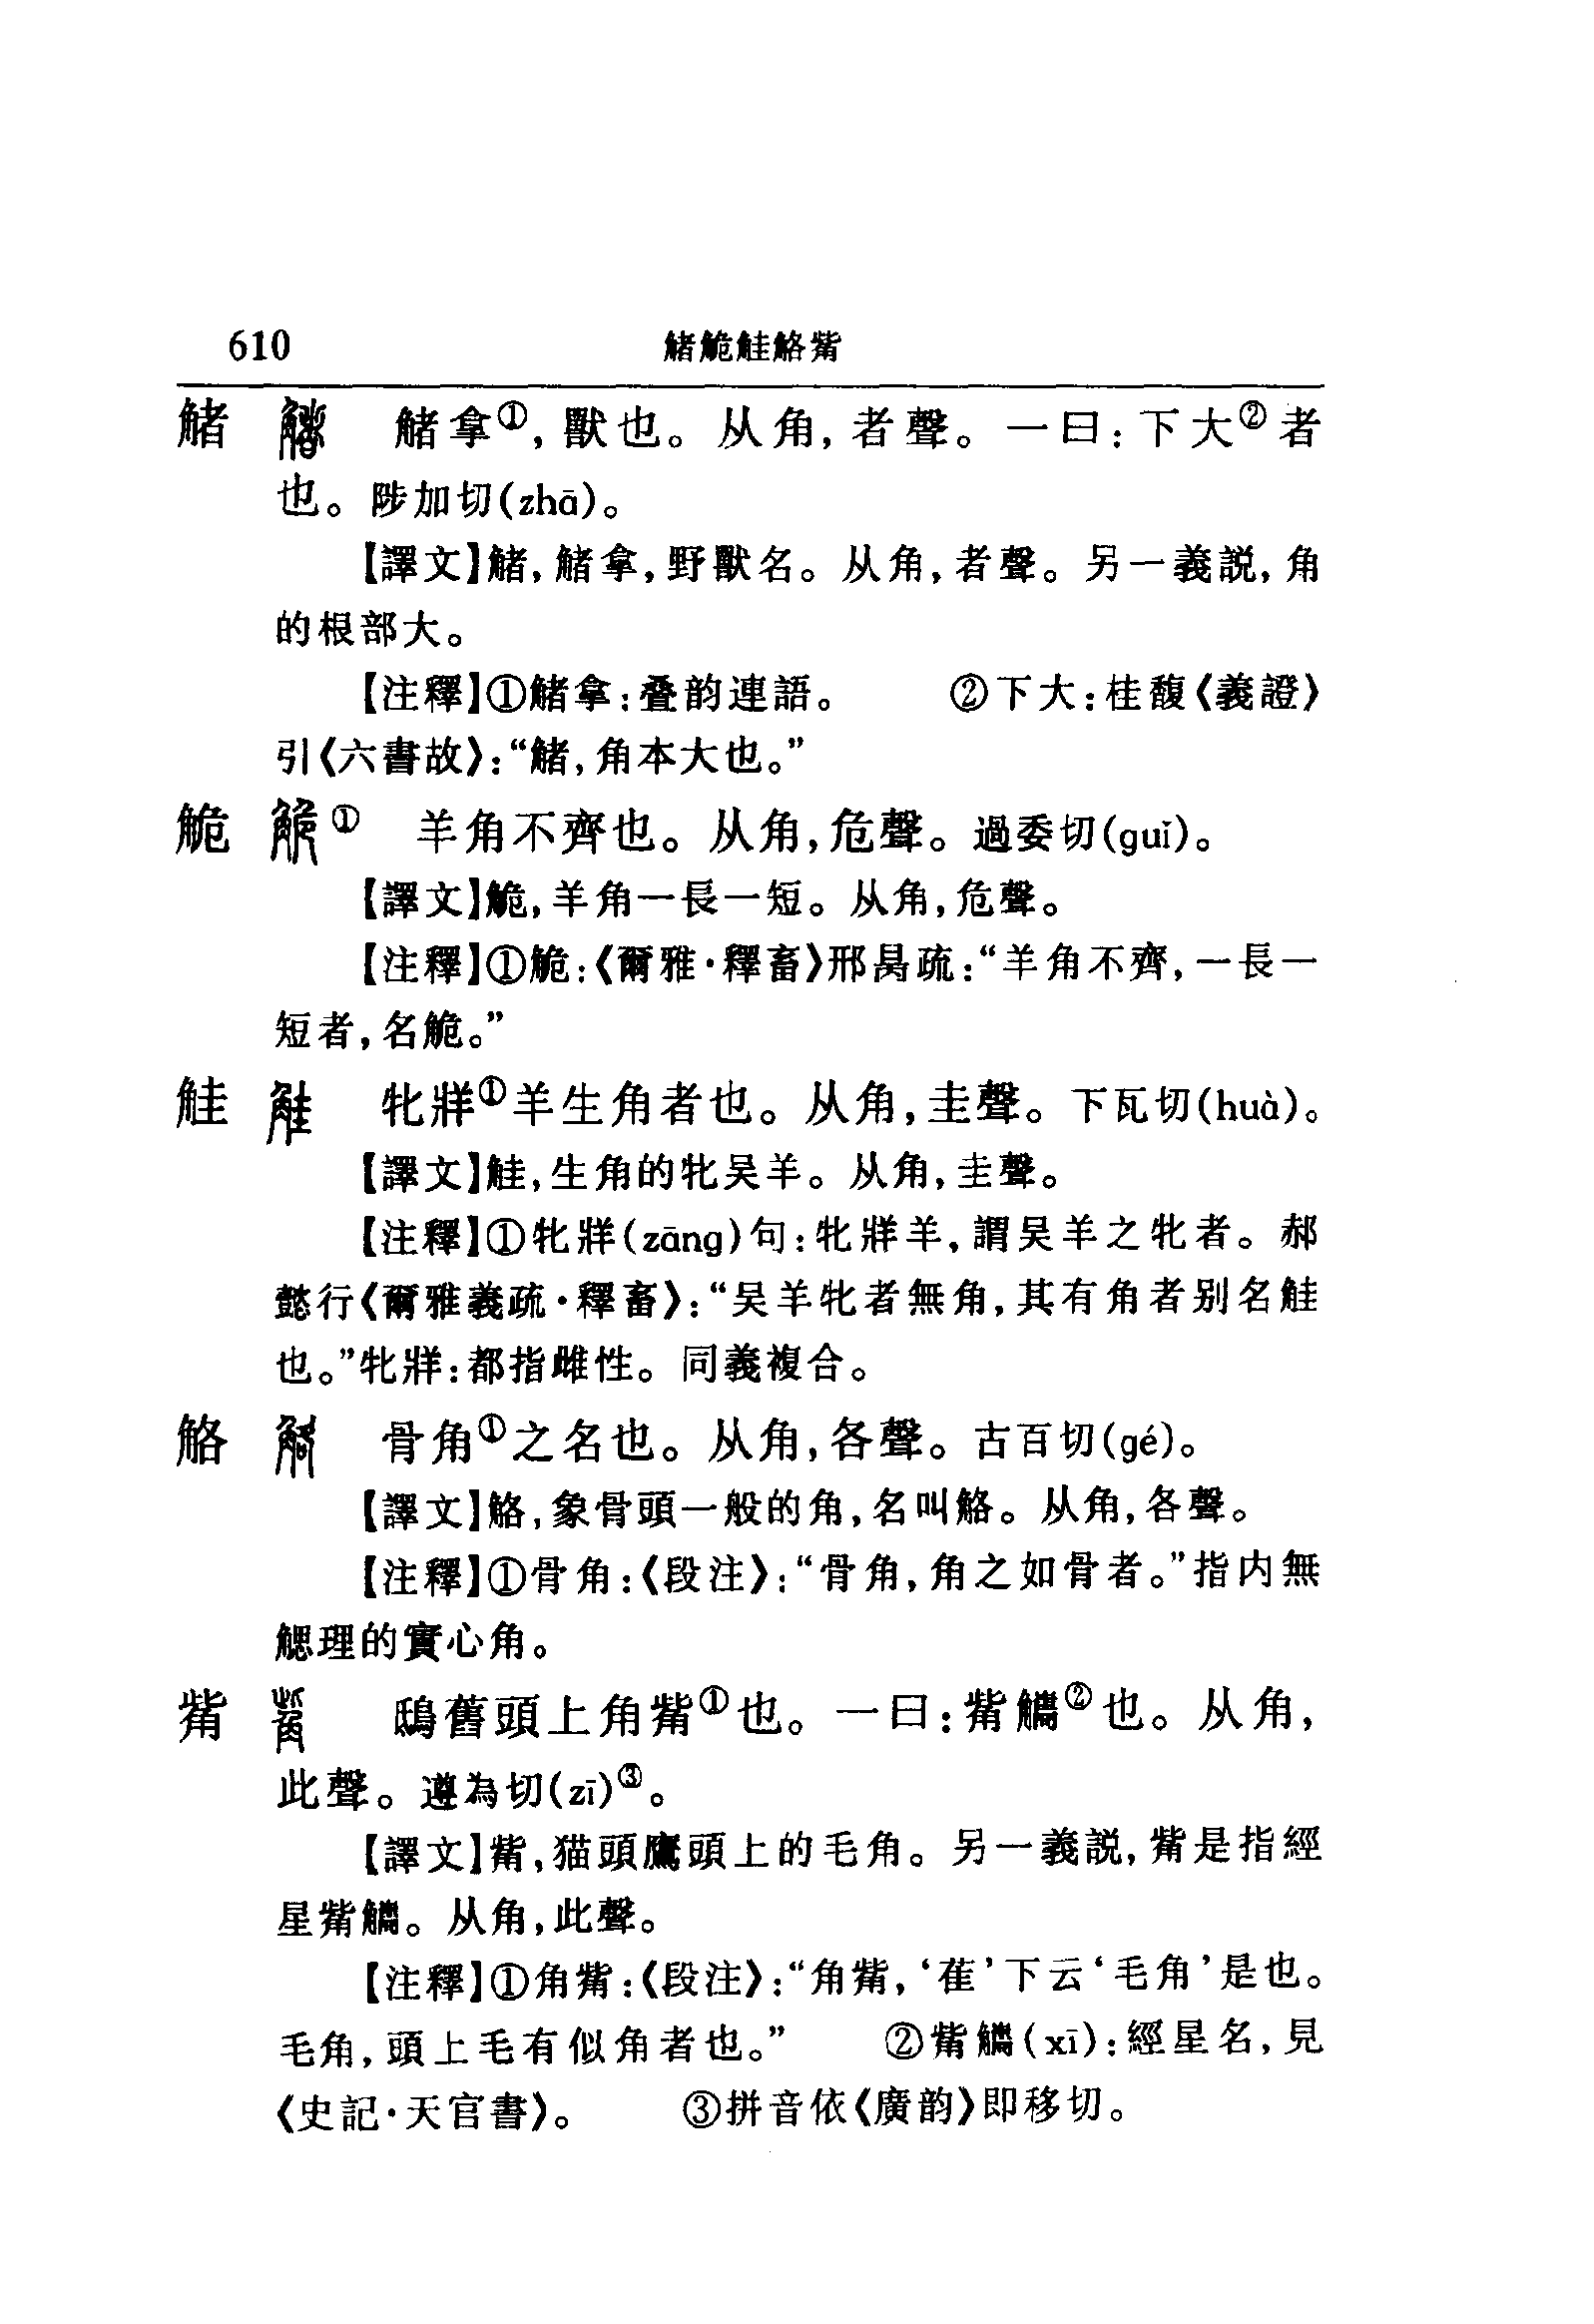 610 觰觤觟觡觜
觰 觰拏①,獸也。从角,者聲。一曰:下大②者
也。陟加切(zhā)。
【譯文】觰,觰拏,野獸名。从角,者聲。另一義説,角
的根部大。
【注釋】①觰拏:叠韵連語。 ②下大:桂馥《義證》
引《六書故》:“觰,角本大也。”
觤 ① 羊角不齊也。从角,危聲。過委切(guǐ)。
【譯文】觤,羊角一長一短。从角,危聲。
【注釋】①觤:《爾雅·釋畜》邢昺疏:“羊角不齊,一長一
短者,名觤。”
觟 牝牂①羊生角者也。从角,圭聲。下瓦切(huà)。
【譯文】觟,生角的牝吴羊。从角,圭聲。
【注釋】①牝牂(zāng)句:牝牂羊,謂吴羊之牝者。郝
懿行《爾雅義疏·釋畜》:“吴羊牝者無角,其有角者别名觟
也。”牝牂:都指雌性。同義複合。
觡 骨角①之名也。从角,各聲。古百切(gé)。
【譯文】觡,象骨頭一般的角,名叫觡。从角,各聲。
【注釋】①骨角:《段注》:“骨角,角之如骨者。”指内無
䚡理的實心角。
觜 鴟舊頭上角觜①也。一曰:觜觿②也。从角,
此聲。遵為切(zī)③。
【譯文】觜,猫頭鷹頭上的毛角。另一義説,觜是指經
星觜觿。从角,此聲。
【注釋】①角觜:《段注》:“角觜,‘萑’下云‘毛角’是也。
毛角,頭上毛有似角者也。” ②觜觿(xī):經星名,見
《史記·天官書》。 ③拼音依《廣韵》即移切。